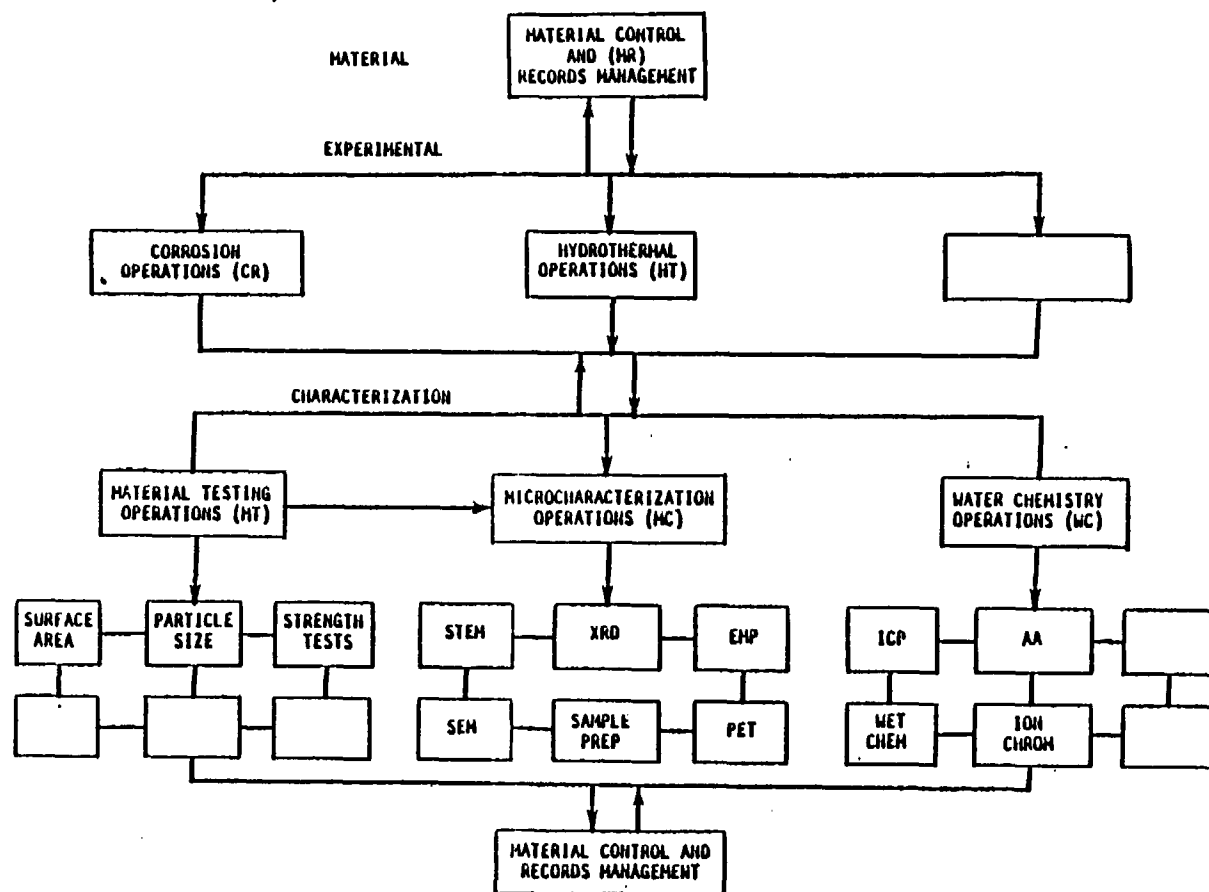 MATERIAL
MATERIAL CONTROL
AND (MR)
RECORDS MANAGEMENT
EXPERIMENTAL
CORROSION
OPERATIONS (CR)
HYDROTHERMAL
OPERATIONS (HT)
CHARACTERIZATION
MATERIAL TESTING
OPERATIONS (MT)
MICROCHARACTERIZATION
OPERATIONS (MC)
WATER CHEMISTRY
OPERATIONS (WC)
SURFACE
AREA
PARTICLE
SIZE
STRENGTH
TESTS
STEM
XRD
EMP
ICP
AA
SEM
SAMPLE
PREP
PET
WET
CHEM
ION
CHROM
MATERIAL CONTROL AND
RECORDS MANAGEMENT